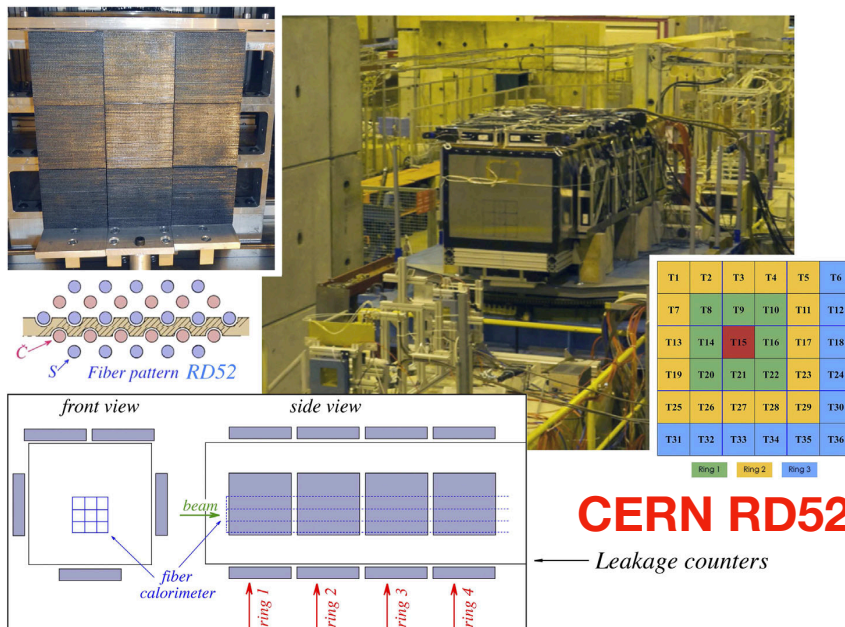 T1 T2 T3 T4 T5 T6
T7 T8 T9 T10 T11 T12
T13 T14 T15 T16 T17 T18
T19 T20 T21 T22 T23 T24
T25 T26 T27 T28 T29 T30
T31 T32 T33 T34 T35 T36
Ring 1 Ring 2 Ring 3
Č
S
Fiber pattern RD52
front view
side view
beam
fiber
calorimeter
ring 1
ring 2
ring 3
ring 4
CERN RD52
Leakage counters